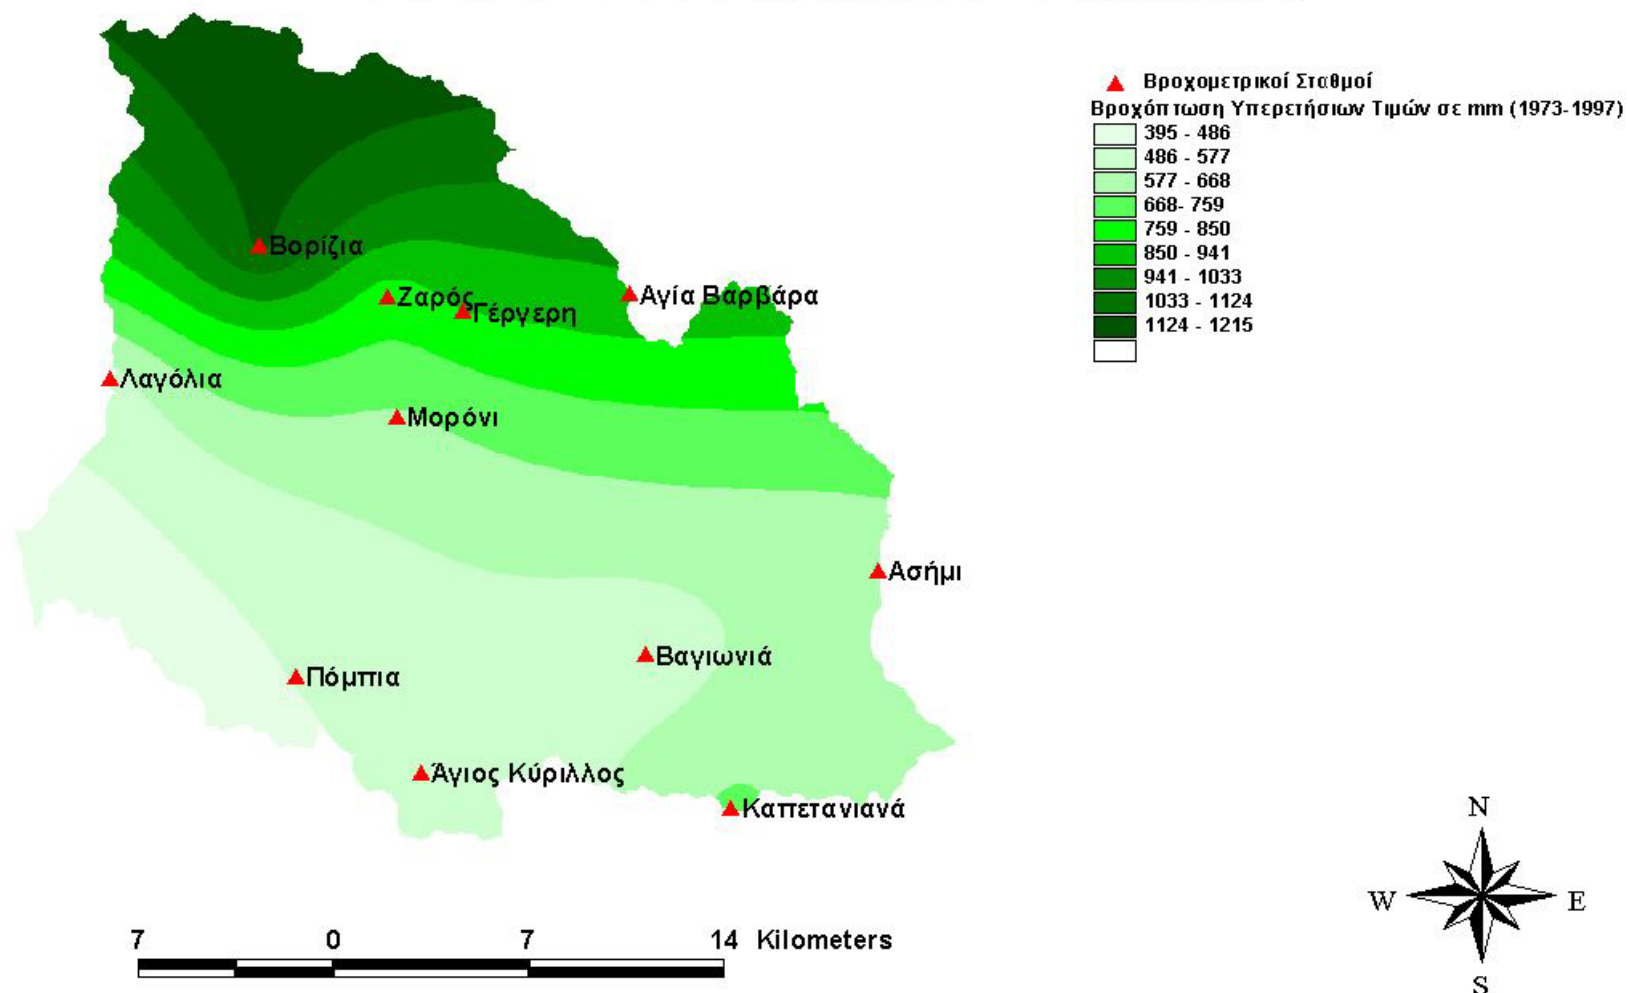 Βροχομετρικοί Σταθμοί
Βροχόπτωση Υπερετήσιων Τιμών σε mm (1973-1997)
395 - 486
486 - 577
577 - 668
668- 759
759 - 850
850 - 941
941 - 1033
1033 - 1124
1124 - 1215
Βορίζια
Ζαρός
Γέργερη
Αγία Βαρβάρα
Λαγόλια
Μορόνι
Ασήμι
Βαγιωνιά
Πόμπια
Άγιος Κύριλλος
Καπετανιανά
N
W E
S
7 0 7 14 Kilometers